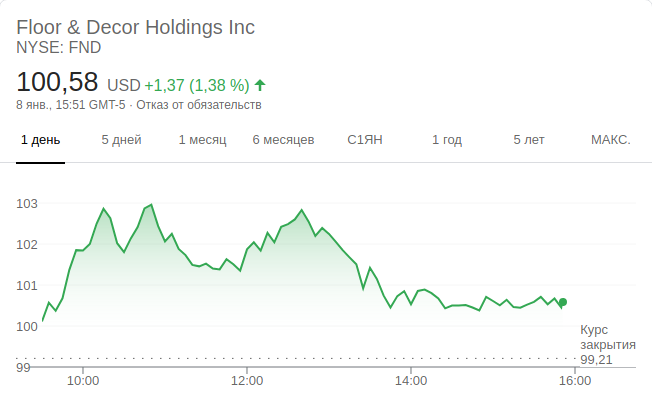 Floor & Decor Holdings Inc
NYSE: FND
100,58 USD +1,37 (1,38 %)
8 янв., 15:51 GMT-5 · Отказ от обязательств
1 день 5 дней 1 месяц 6 месяцев С1ЯН 1 год 5 лет МАКС.
103
102
101
100
99
Курс
закрытия
99,21
10:00 12:00 14:00 16:00